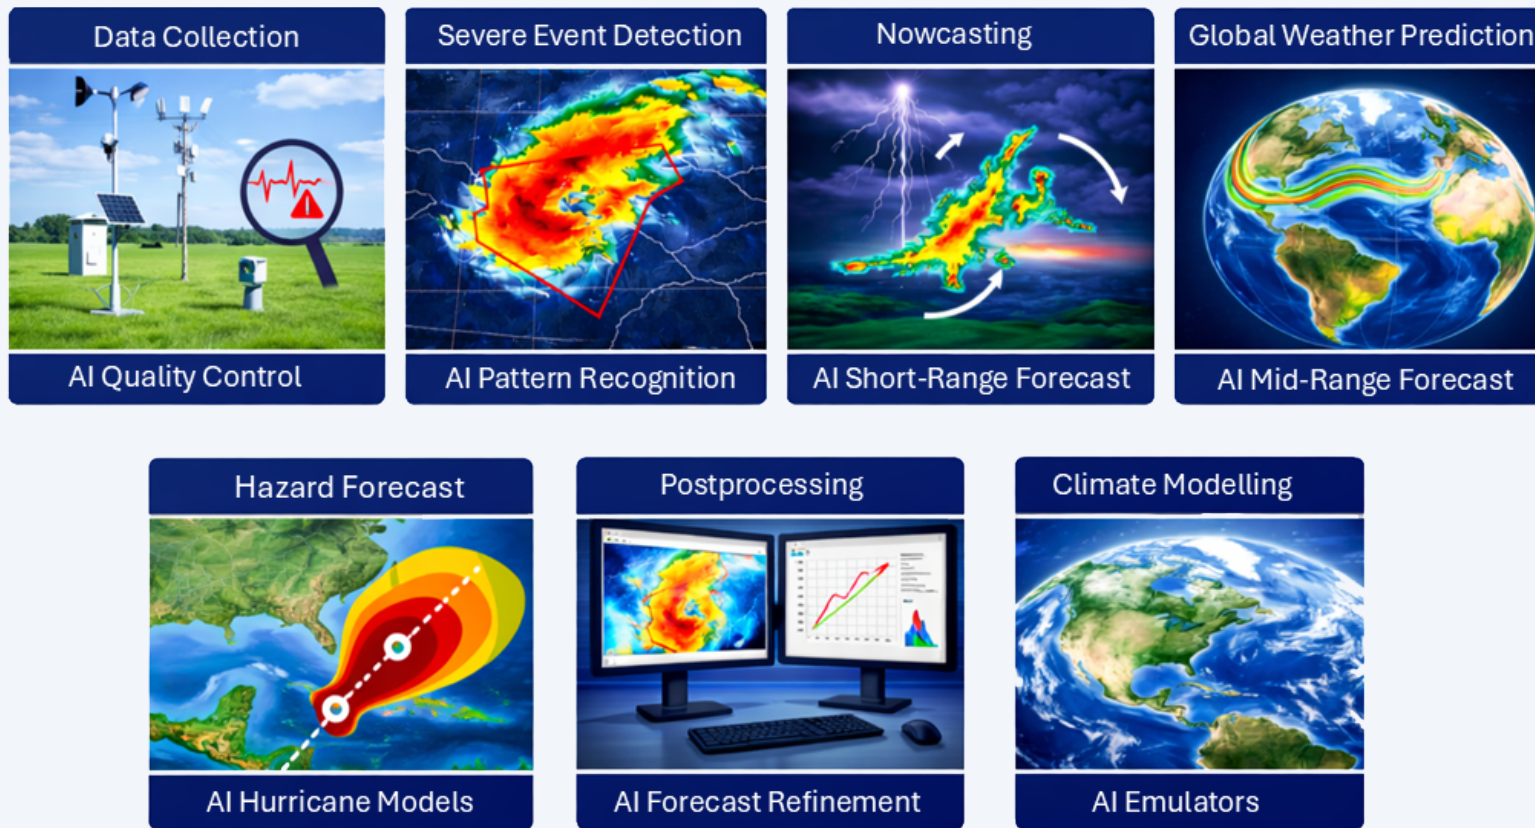 Data Collection
Severe Event Detection
Nowcasting
Global Weather Prediction
AI Quality Control
AI Pattern Recognition
AI Short-Range Forecast
AI Mid-Range Forecast
Hazard Forecast
Postprocessing
Climate Modelling
AI Hurricane Models
AI Forecast Refinement
AI Emulators